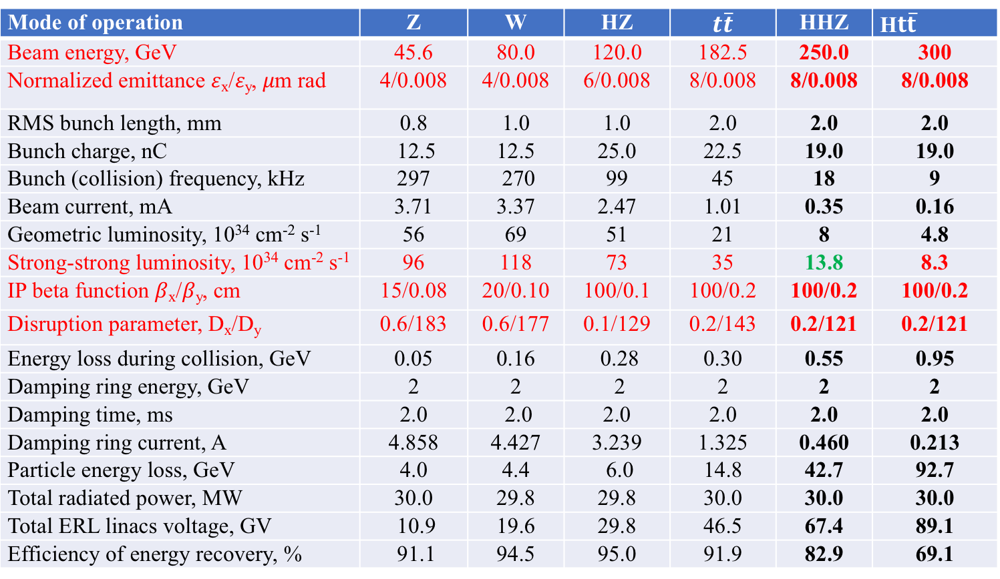 Mode of operation Z W HZ tt̄ HHZ Htt̄
Beam energy, GeV 45.6 80.0 120.0 182.5 250.0 300
Normalized emittance εx/εy, μm rad 4/0.008 4/0.008 6/0.008 8/0.008 8/0.008 8/0.008
RMS bunch length, mm 0.8 1.0 1.0 2.0 2.0 2.0
Bunch charge, nC 12.5 12.5 25.0 22.5 19.0 19.0
Bunch (collision) frequency, kHz 297 270 99 45 18 9
Beam current, mA 3.71 3.37 2.47 1.01 0.35 0.16
Geometric luminosity, 10³⁴ cm⁻² s⁻¹ 56 69 51 21 8 4.8
Strong-strong luminosity, 10³⁴ cm⁻² s⁻¹ 96 118 73 35 13.8 8.3
IP beta function βx/βy, cm 15/0.08 20/0.10 100/0.1 100/0.2 100/0.2 100/0.2
Disruption parameter, Dx/Dy 0.6/183 0.6/177 0.1/129 0.2/143 0.2/121 0.2/121
Energy loss during collision, GeV 0.05 0.16 0.28 0.30 0.55 0.95
Damping ring energy, GeV 2 2 2 2 2 2
Damping time, ms 2.0 2.0 2.0 2.0 2.0 2.0
Damping ring current, A 4.858 4.427 3.239 1.325 0.460 0.213
Particle energy loss, GeV 4.0 4.4 6.0 14.8 42.7 92.7
Total radiated power, MW 30.0 29.8 29.8 30.0 30.0 30.0
Total ERL linacs voltage, GV 10.9 19.6 29.8 46.5 67.4 89.1
Efficiency of energy recovery, % 91.1 94.5 95.0 91.9 82.9 69.1